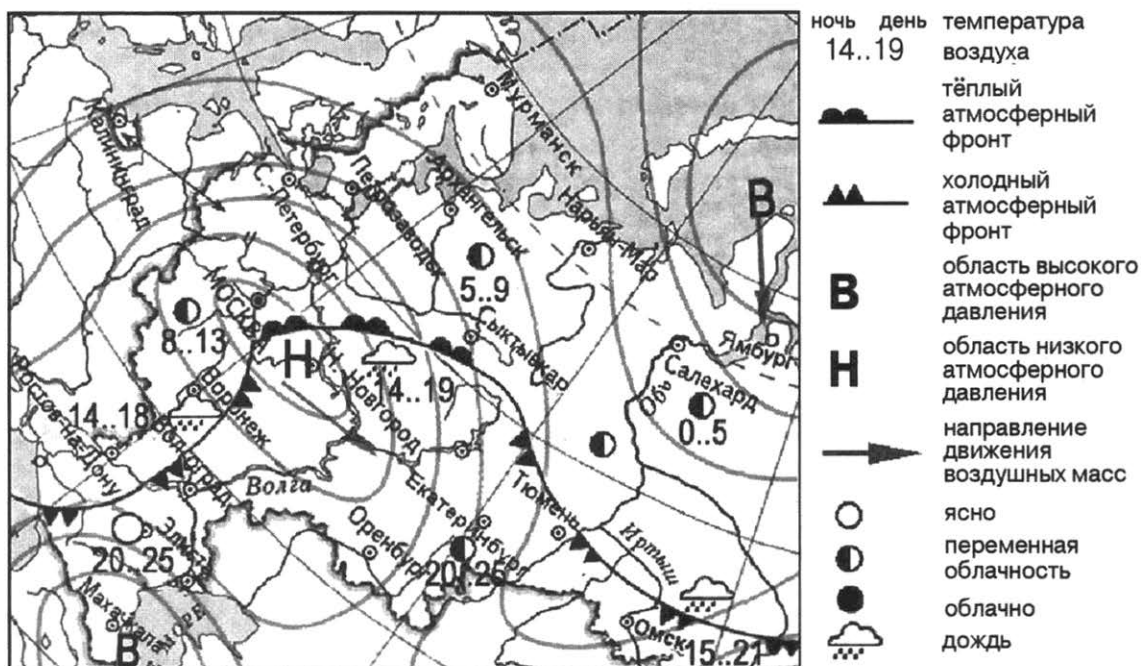 Калининград
Мурманск
С.-Петербург
Петрозаводск
Архангельск
Нарьян-Мар
В
5..9
МОСКВА
8..13
Н
Сыктывкар
Ямбург
Салехард
Обь
0..5
14..19
Н. Новгород
Воронеж
14..18
Ростов-на-Дону
Волгоград
Волга
Екатеринбург
Тюмень
Иртыш
Оренбург
20..25
Элиста
20..25
Махачкала
МОРЕ
В
Омск
15..21
ночь день температура
14..19 воздуха
тёплый
атмосферный
фронт
холодный
атмосферный
фронт
В область высокого
атмосферного
давления
Н область низкого
атмосферного
давления
направление
движения
воздушных масс
ясно
переменная
облачность
облачно
дождь